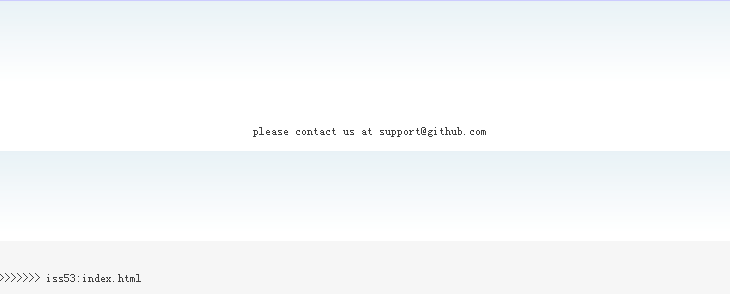 please contact us at support@github.com
>>>>>>> iss53:index.html